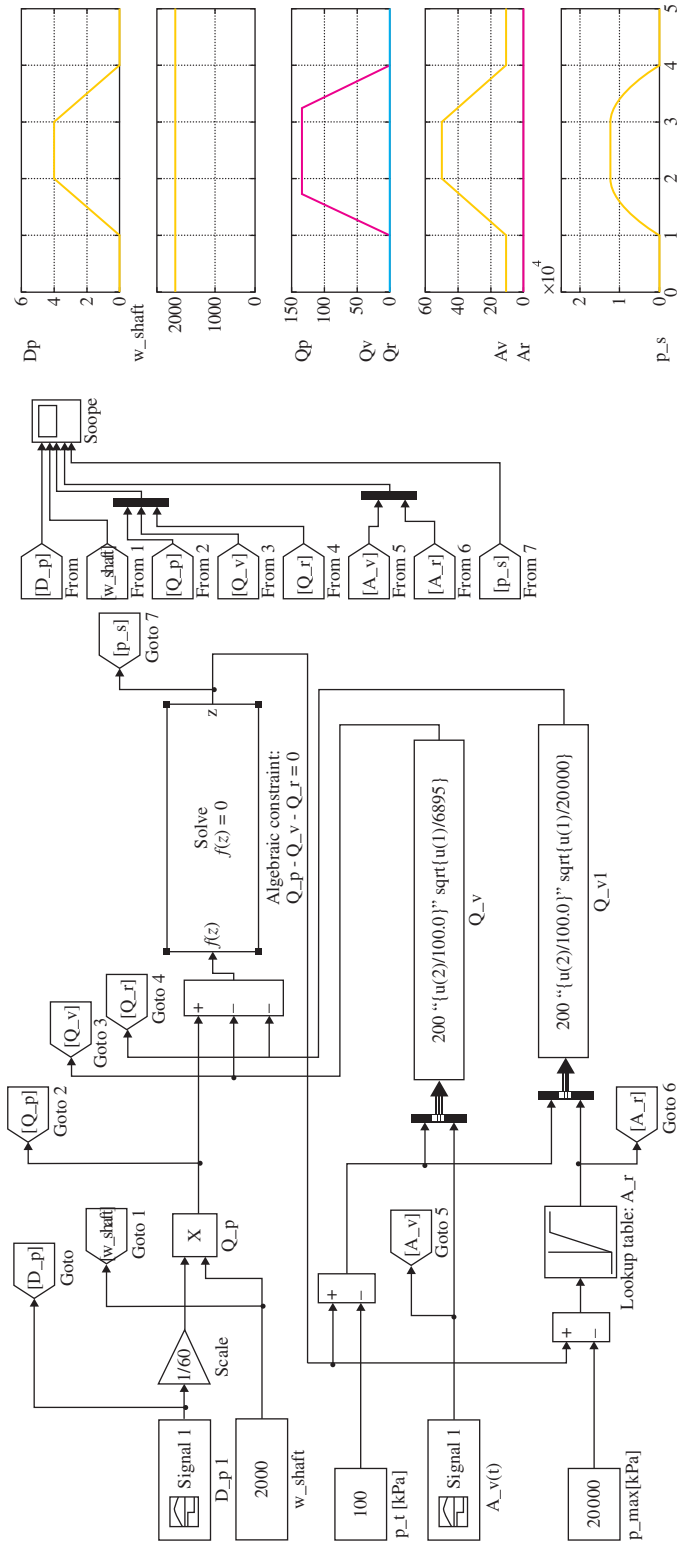 Signal 1
D_p 1
1/60
Scale
[D_p]
Goto
2000
w_shaft
[w_shaft]
Goto 1
X
Q_p
[Q_p]
Goto 2
[Q_v]
Goto 3
[Q_r]
Goto 4
+
−
−
f(z)
Solve
f(z) = 0
z
Algebraic constraint:
Q_p - Q_v - Q_r = 0
[p_s]
Goto 7
100
p_t [kPa]
+
−
Signal 1
A_v(t)
[A_v]
Goto 5
200 “{u(2)/100.0}” sqrt{u(1)/6895}
Q_v
20000
p_max[kPa]
+
−
Lookup table: A_r
[A_r]
Goto 6
200 “{u(2)/100.0}” sqrt{u(1)/20000}
Q_v1
[D_p]
From
[w_shaft]
From 1
[Q_p]
From 2
[Q_v]
From 3
[Q_r]
From 4
[A_v]
From 5
[A_r]
From 6
[p_s]
From 7
Soope
Dp
6
4
2
0
w_shaft
2000
1000
0
Qp
Qv
Qr
150
100
50
0
Av
Ar
60
40
20
0
×10⁴
p_s
2
1
0
0
1
2
3
4
5